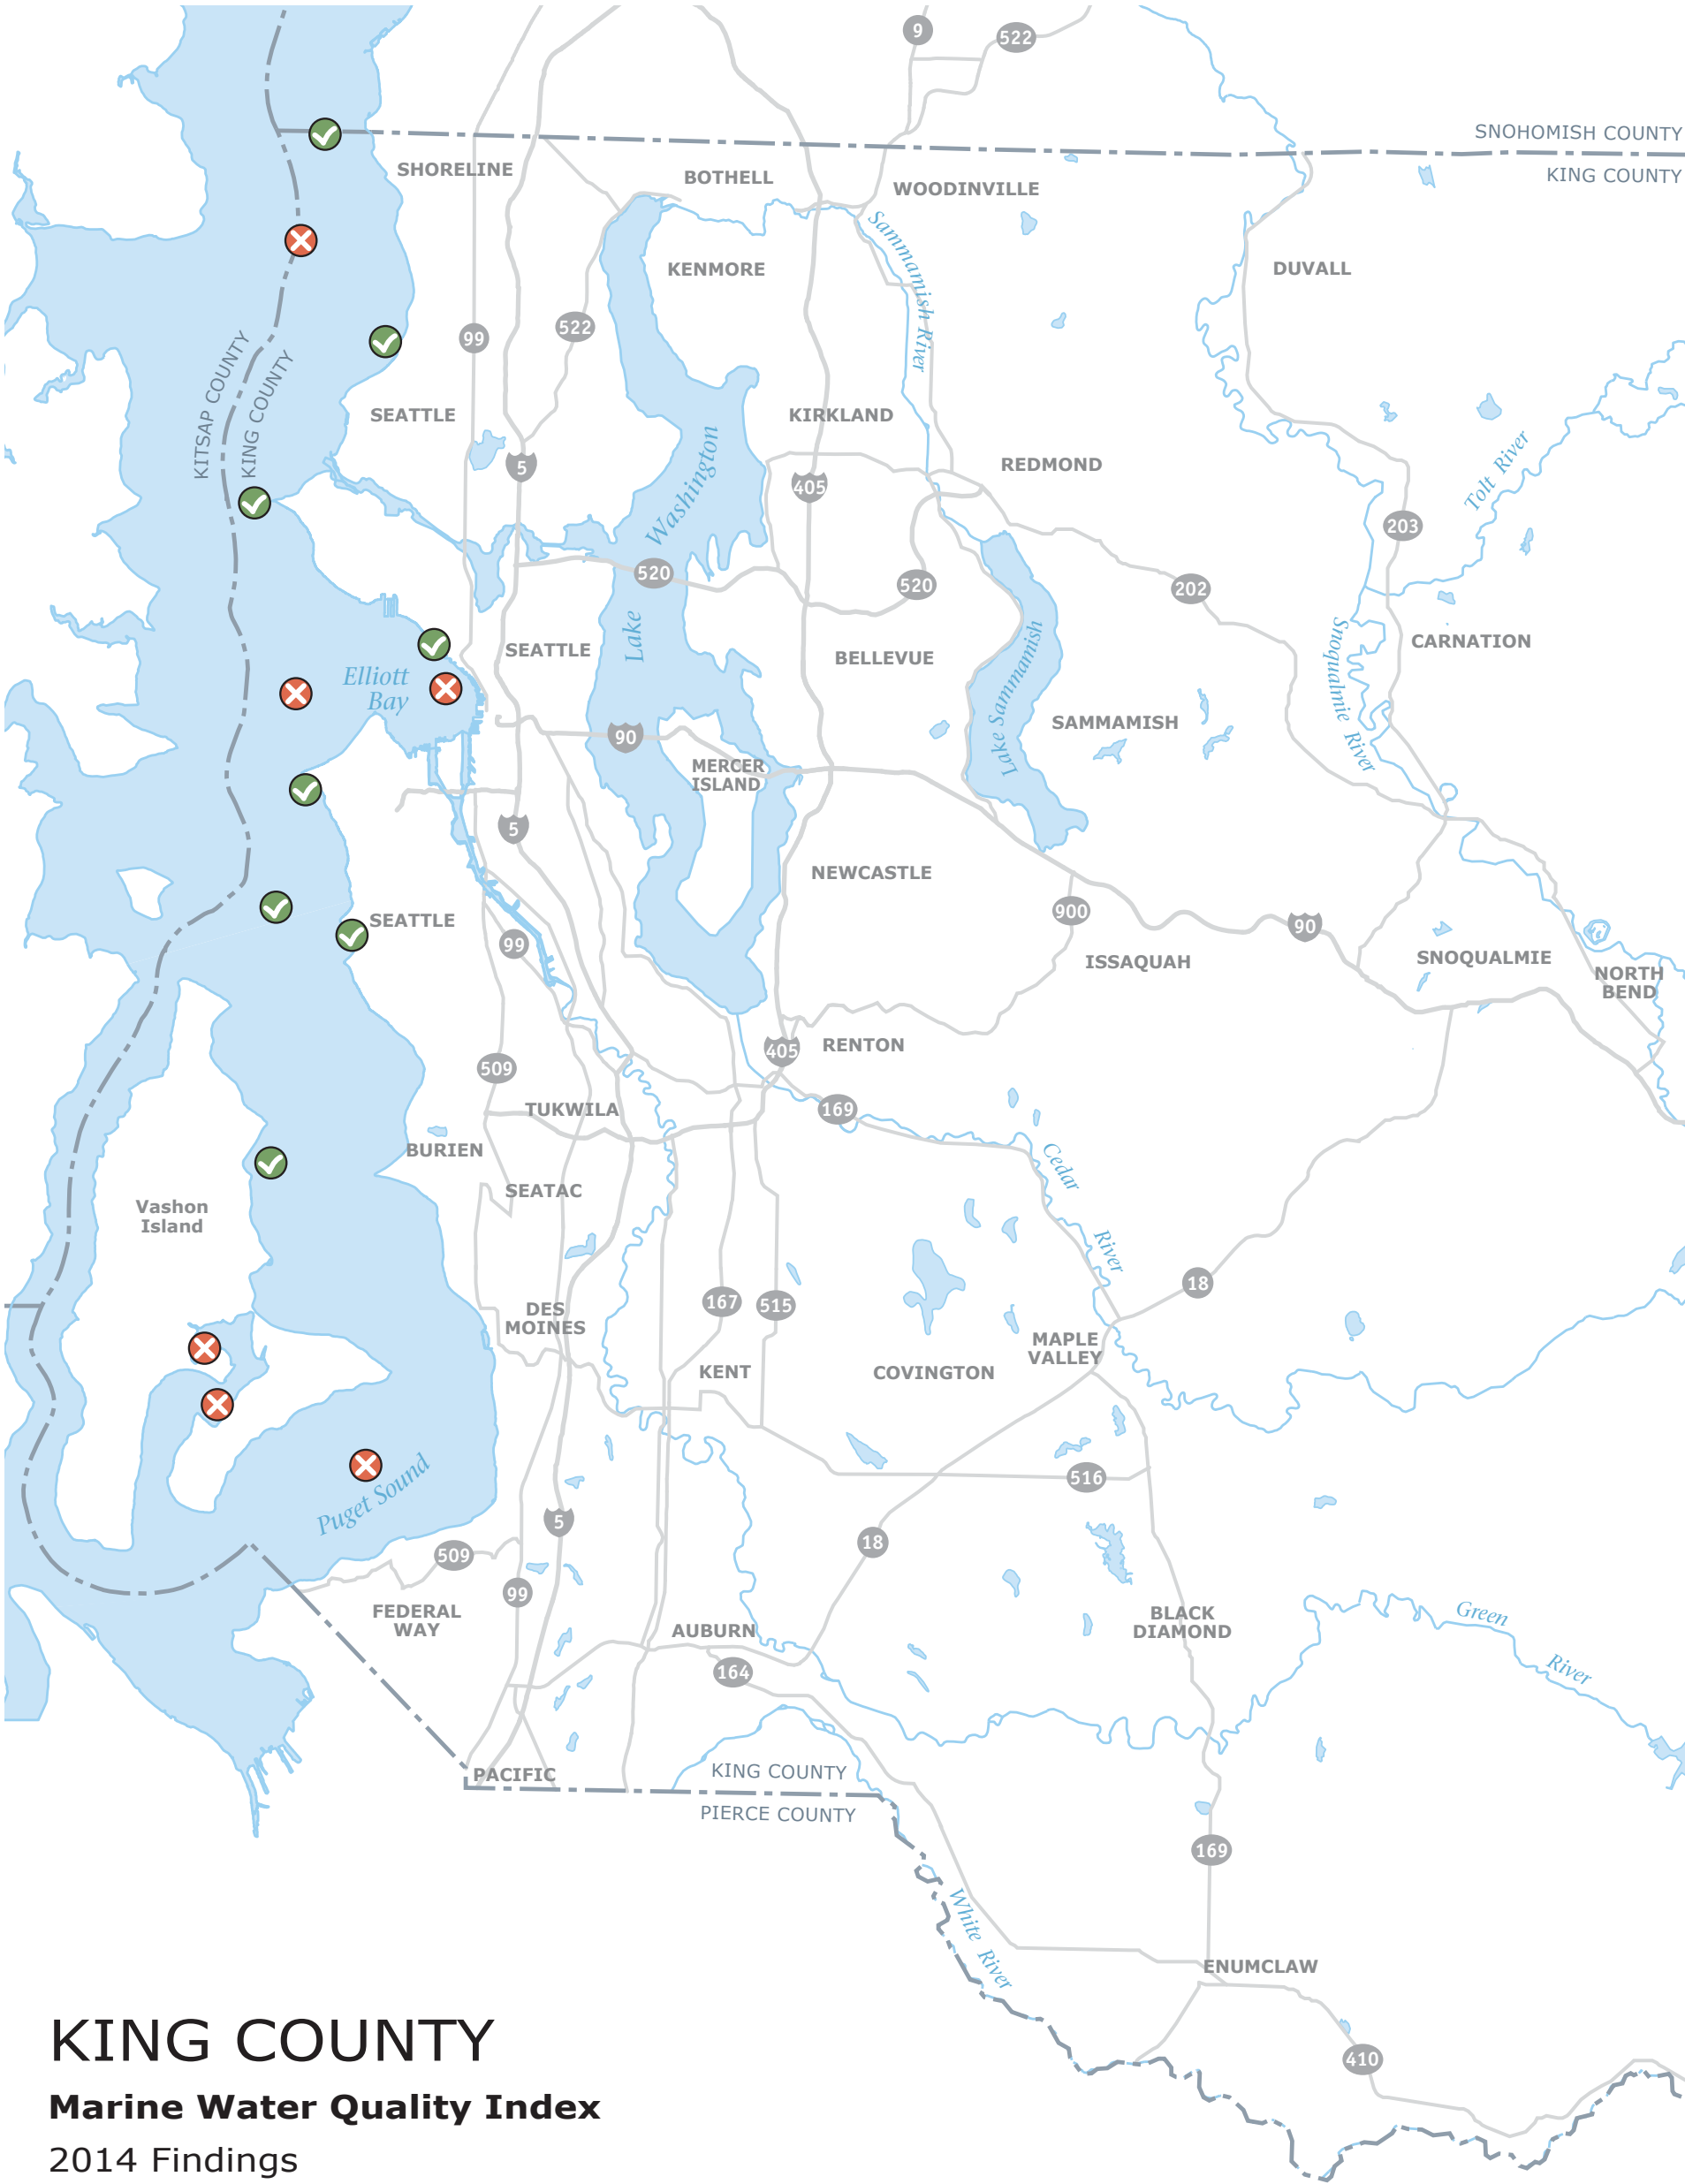 9
522
SNOHOMISH COUNTY
KING COUNTY
SHORELINE
BOTHELL
WOODINVILLE
Sammamish River
KENMORE
DUVALL
99
522
KITSAP COUNTY
KING COUNTY
SEATTLE
KIRKLAND
5
405
REDMOND
Lake Washington
Tolt River
203
520
520
202
SEATTLE
BELLEVUE
Lake Sammamish
Snoqualmie River
CARNATION
Elliott
Bay
SAMMAMISH
90
MERCER
ISLAND
5
NEWCASTLE
900
90
SEATTLE
99
ISSAQUAH
SNOQUALMIE
NORTH
BEND
405
RENTON
509
TUKWILA
169
BURIEN
Cedar River
SEATAC
Vashon
Island
18
167
515
DES
MOINES
MAPLE
VALLEY
KENT
COVINGTON
Puget Sound
516
5
18
509
99
FEDERAL
WAY
AUBURN
BLACK
DIAMOND
Green River
164
PACIFIC
KING COUNTY
PIERCE COUNTY
169
White River
ENUMCLAW
410
KING COUNTY
Marine Water Quality Index
2014 Findings